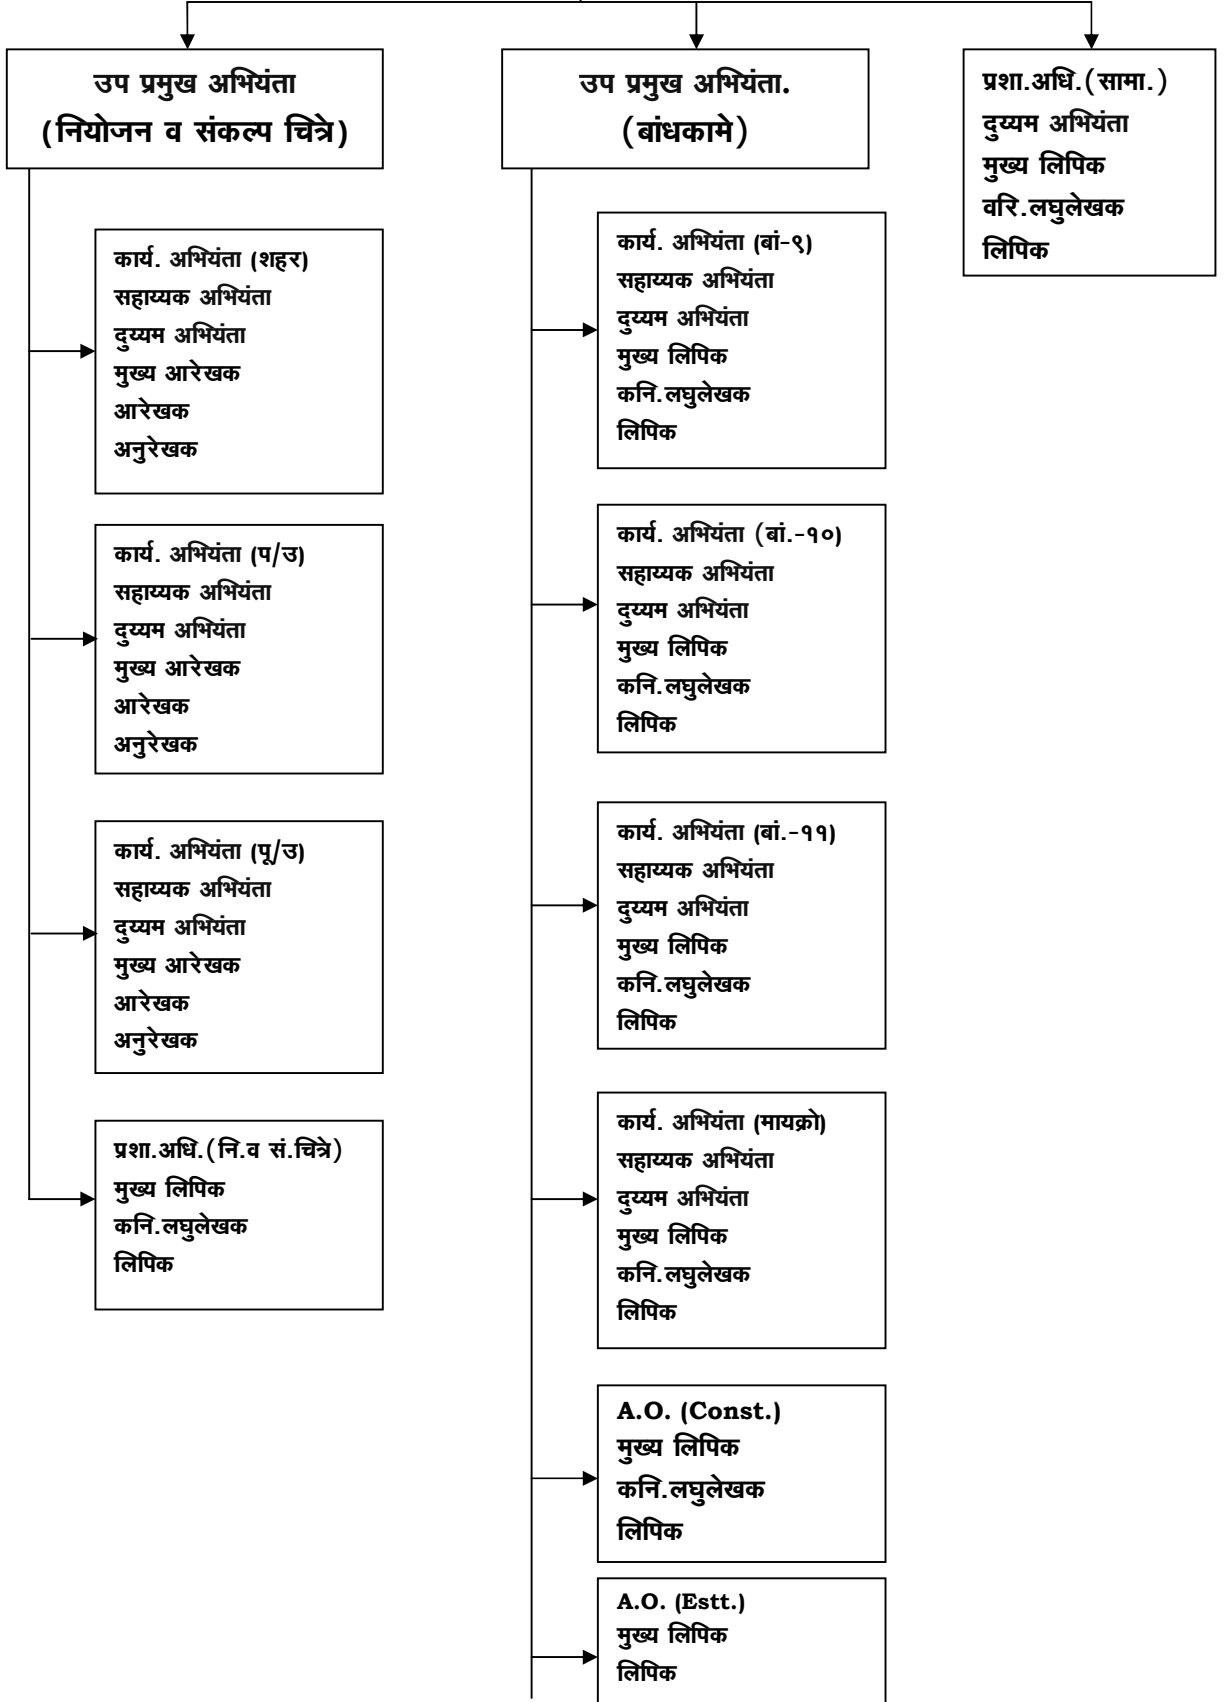 उप प्रमुख अभियंता
(नियोजन व संकल्प चित्रे)
कार्य. अभियंता (शहर)
सहाय्यक अभियंता
दुय्यम अभियंता
मुख्य आरेखक
आरेखक
अनुरेखक
कार्य. अभियंता (प/उ)
सहाय्यक अभियंता
दुय्यम अभियंता
मुख्य आरेखक
आरेखक
अनुरेखक
कार्य. अभियंता (पू/उ)
सहाय्यक अभियंता
दुय्यम अभियंता
मुख्य आरेखक
आरेखक
अनुरेखक
प्रशा.अधि.(नि.व सं.चित्रे)
मुख्य लिपिक
कनि.लघुलेखक
लिपिक
उप प्रमुख अभियंता.
(बांधकामे)
कार्य. अभियंता (बां-९)
सहाय्यक अभियंता
दुय्यम अभियंता
मुख्य लिपिक
कनि.लघुलेखक
लिपिक
कार्य. अभियंता (बां.-१०)
सहाय्यक अभियंता
दुय्यम अभियंता
मुख्य लिपिक
कनि.लघुलेखक
लिपिक
कार्य. अभियंता (बां.-११)
सहाय्यक अभियंता
दुय्यम अभियंता
मुख्य लिपिक
कनि.लघुलेखक
लिपिक
कार्य. अभियंता (मायक्रो)
सहाय्यक अभियंता
दुय्यम अभियंता
मुख्य लिपिक
कनि.लघुलेखक
लिपिक
A.O. (Const.)
मुख्य लिपिक
कनि.लघुलेखक
लिपिक
A.O. (Estt.)
मुख्य लिपिक
लिपिक
प्रशा.अधि.(सामा.)
दुय्यम अभियंता
मुख्य लिपिक
वरि.लघुलेखक
लिपिक